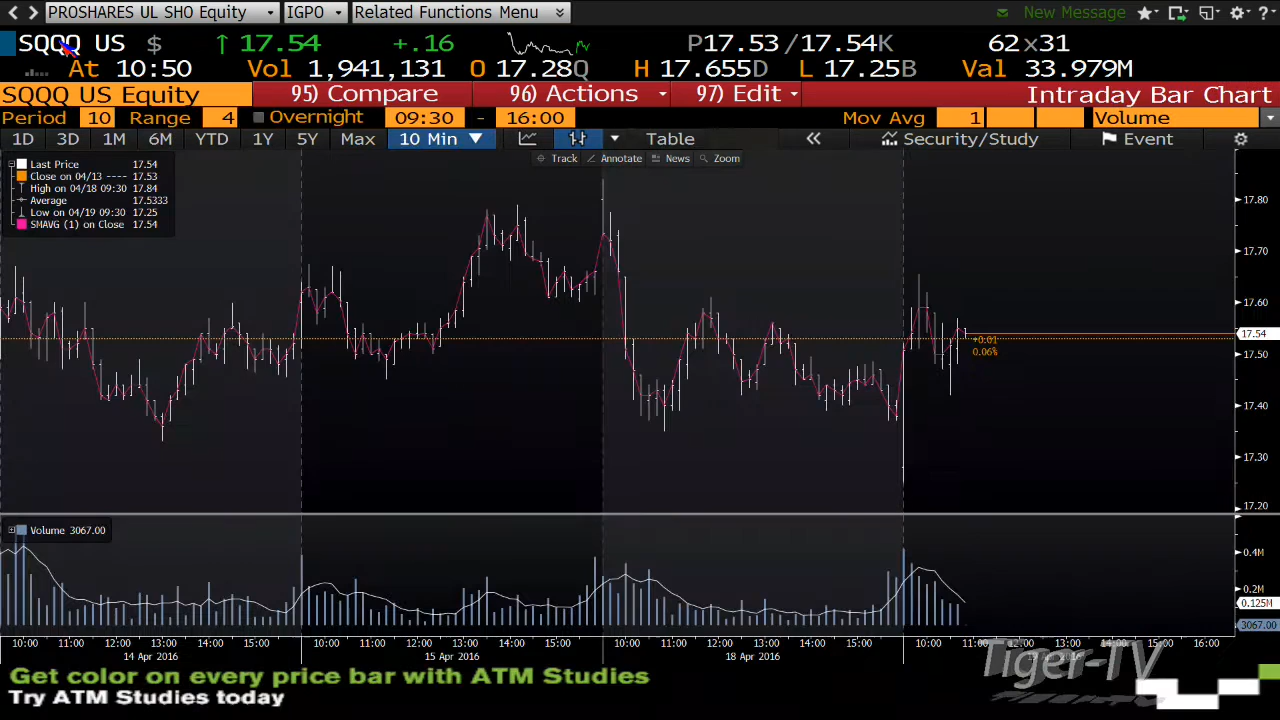 PROSHARES UL SHO Equity IGPO Related Functions Menu New Message
SQQQ US $ ↑ 17.54 +.16 P17.53 /17.54K 62 x31
At 10:50 Vol 1,941,131 O 17.28Q H 17.655D L 17.25B Val 33.979M
SQQQ US Equity 95) Compare 96) Actions 97) Edit Intraday Bar Chart
Period 10 Range 4 Overnight 09:30 - 16:00 Mov Avg 1 Volume
1D 3D 1M 6M YTD 1Y 5Y Max 10 Min Table Security/Study Event
Track Annotate News Zoom
Last Price 17.54
Close on 04/13 ---- 17.53
High on 04/18 09:30 17.84
Average 17.5333
Low on 04/19 09:30 17.25
SMAVG (1) on Close 17.54
17.80
17.70
17.60
17.54
+0.01
0.06%
17.50
17.40
17.30
17.20
Volume 3067.00
0.4M
0.2M
0.125M
3067.00
10:00 11:00 12:00 13:00 14:00 15:00 10:00 11:00 12:00 13:00 14:00 15:00 10:00 11:00 12:00 13:00 14:00 15:00 10:00 11:00 12:00 13:00 14:00 15:00 16:00
14 Apr 2016 15 Apr 2016 18 Apr 2016 19 Apr 2016
Tiger-TV
Get color on every price bar with ATM Studies
Try ATM Studies today